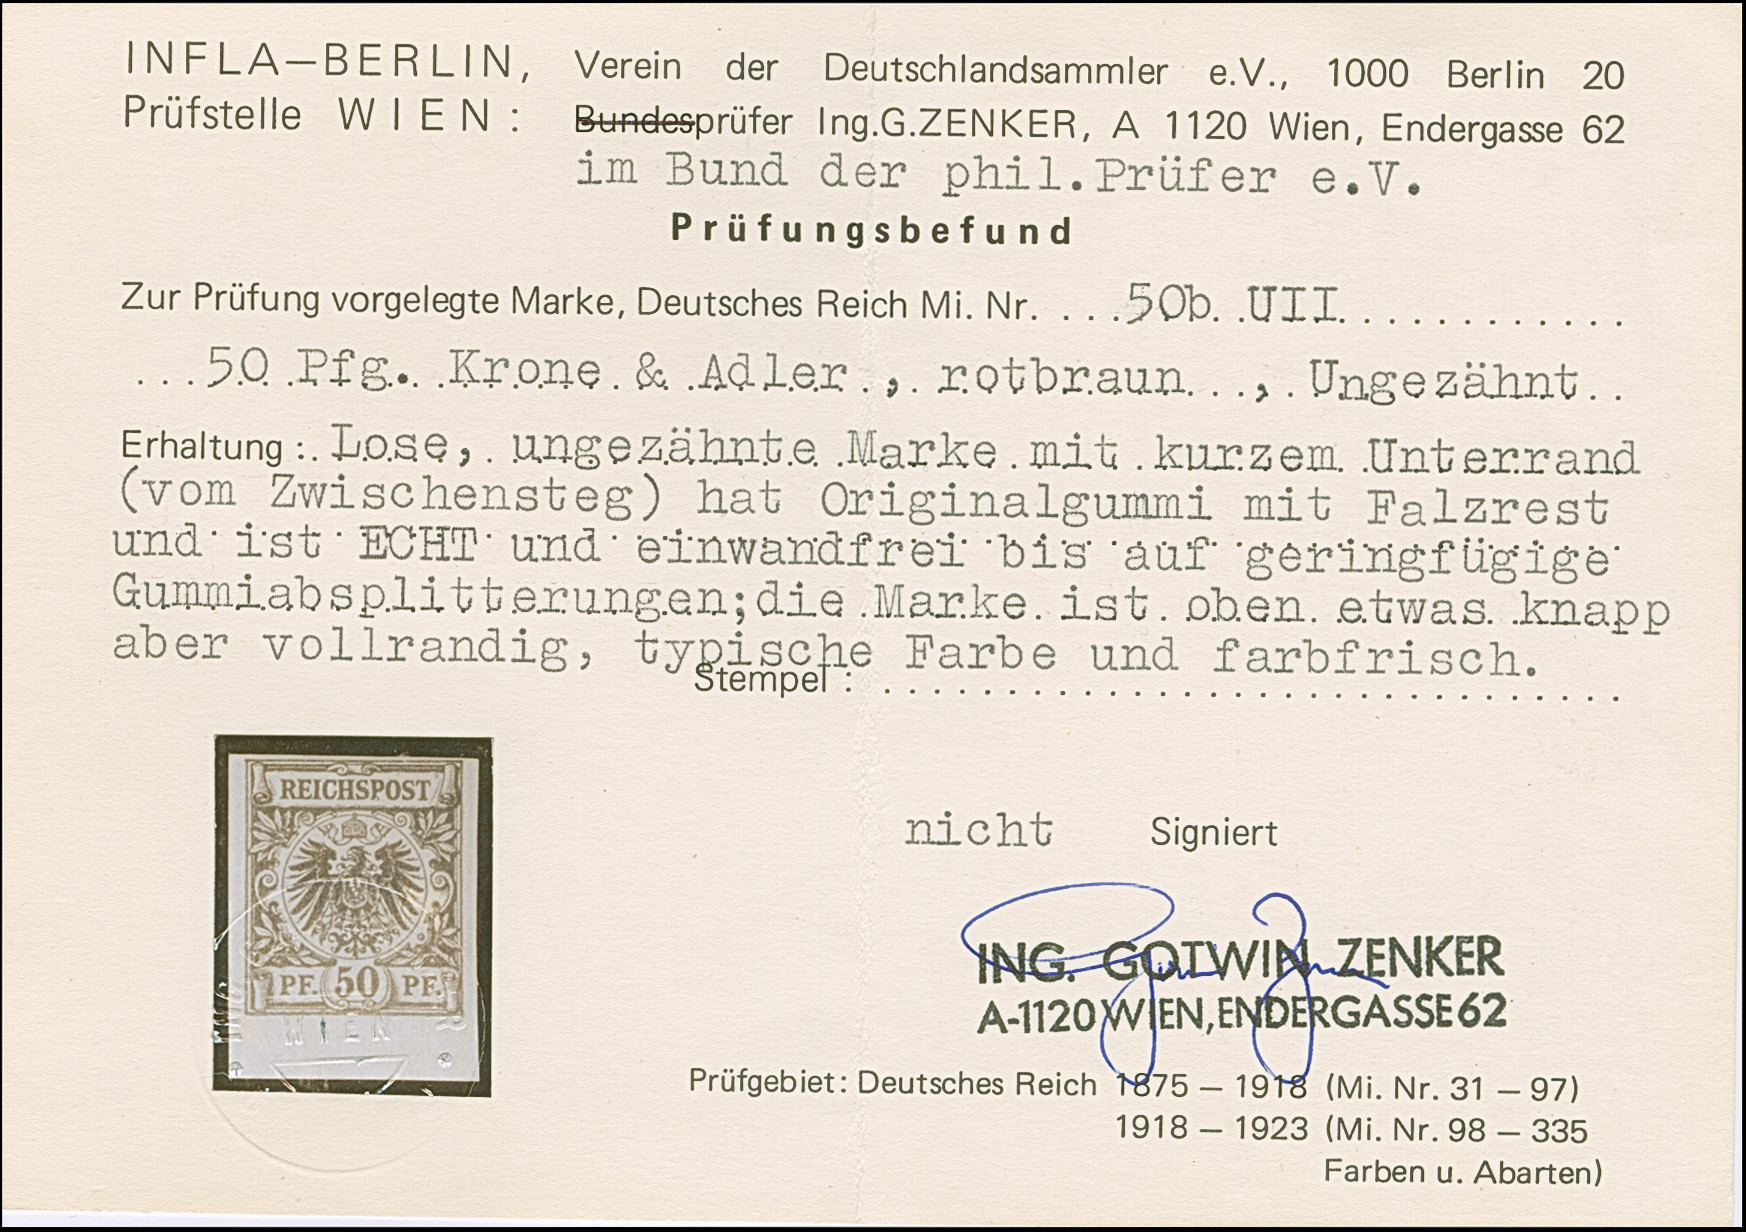 INFLA—BERLIN, Verein der Deutschlandsammler e.V., 1000 Berlin 20
Prüfstelle WIEN: Bundesprüfer Ing.G.ZENKER, A 1120 Wien, Endergasse 62
im Bund der phil.Prüfer e.V.
Prüfungsbefund
Zur Prüfung vorgelegte Marke, Deutsches Reich Mi. Nr. ...50b UII............
...50 Pfg. Krone & Adler , rotbraun..., Ungezähnt..
Erhaltung: Lose, ungezähnte Marke mit kurzem Unterrand
(vom Zwischensteg) hat Originalgummi mit Falzrest
und ist ECHT und einwandfrei bis auf geringfügige
Gummiabsplitterungen;die Marke ist oben etwas knapp
aber vollrandig, typische Farbe und farbfrisch.
Stempel: ..............................
REICHSPOST
PF. 50 PF.
WIEN
nicht Signiert
ING. GOTWIN ZENKER
A-1120 WIEN, ENDERGASSE 62
Prüfgebiet: Deutsches Reich 1875 — 1918 (Mi. Nr. 31 — 97)
1918 — 1923 (Mi. Nr. 98 — 335
Farben u. Abarten)